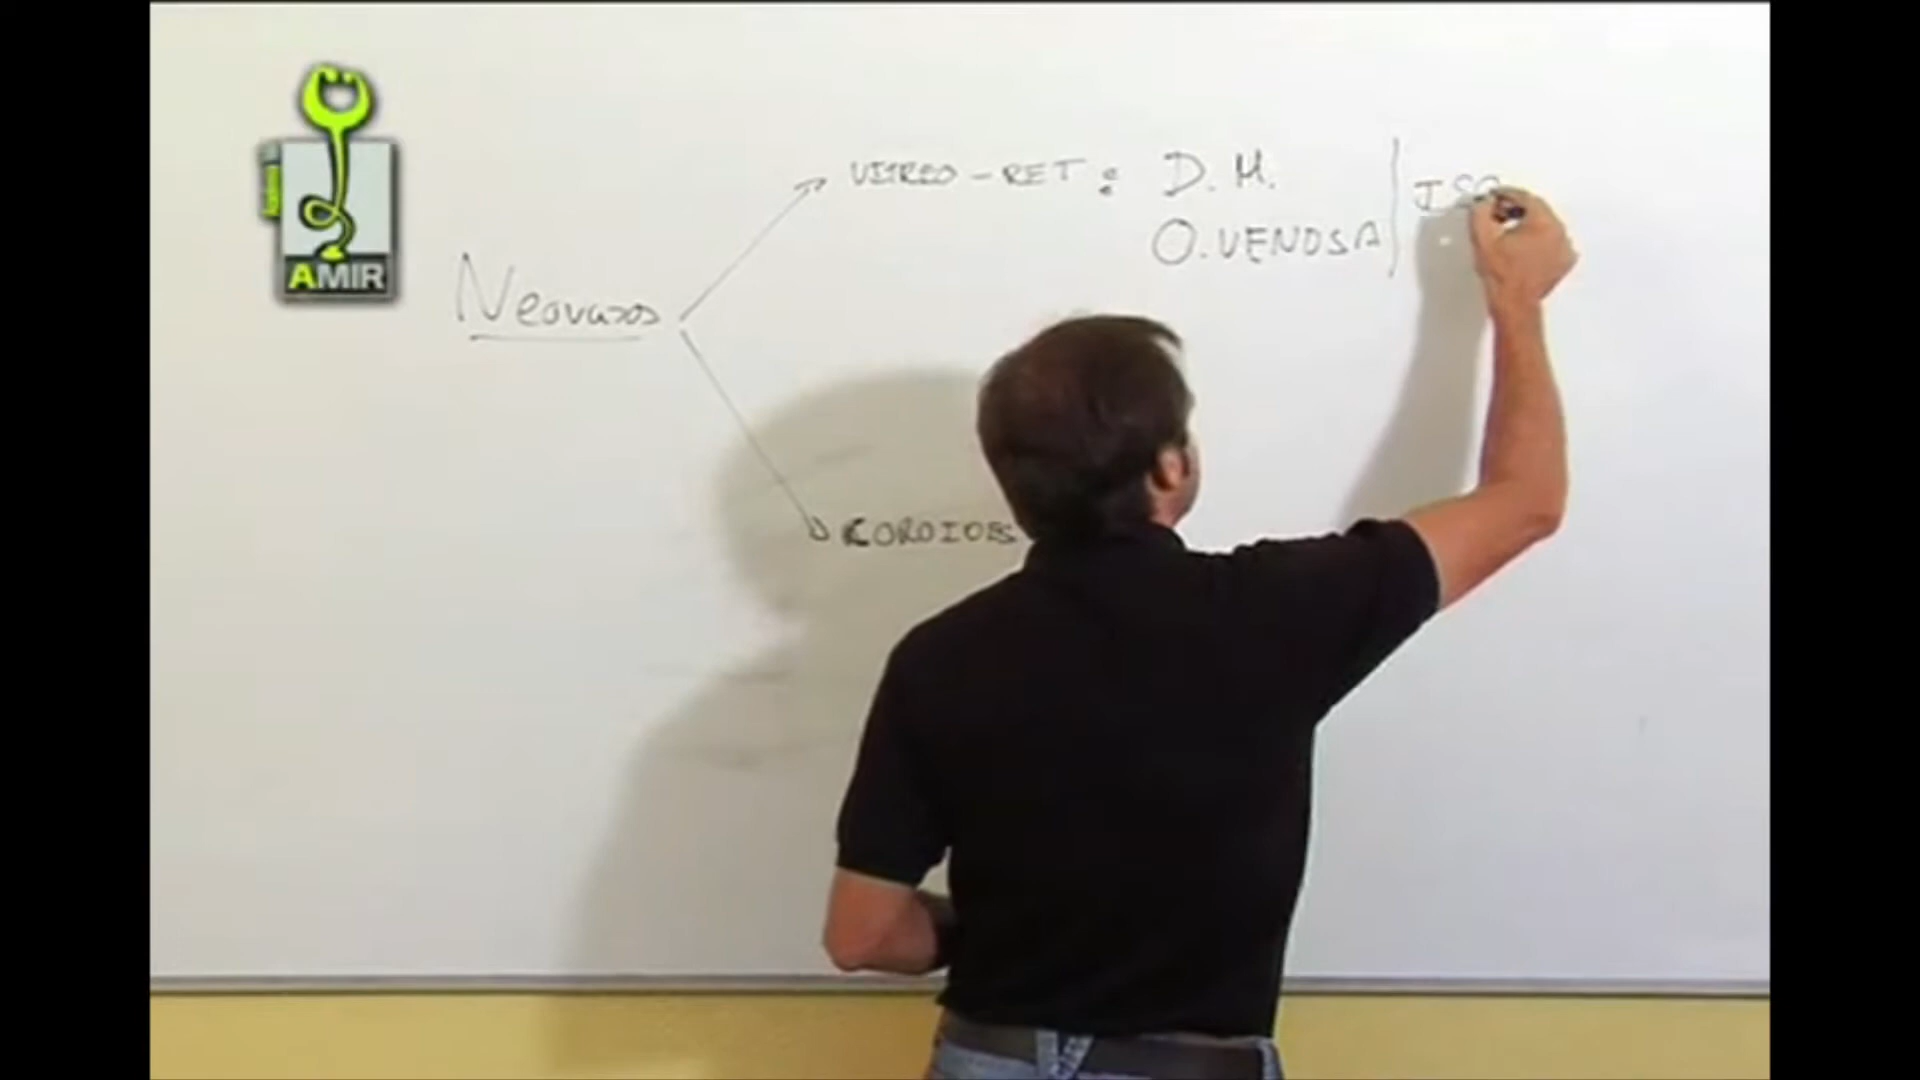 AMIR
VITREO-RET: D.M.
O.VENOSA
Neovasos
COROIDES